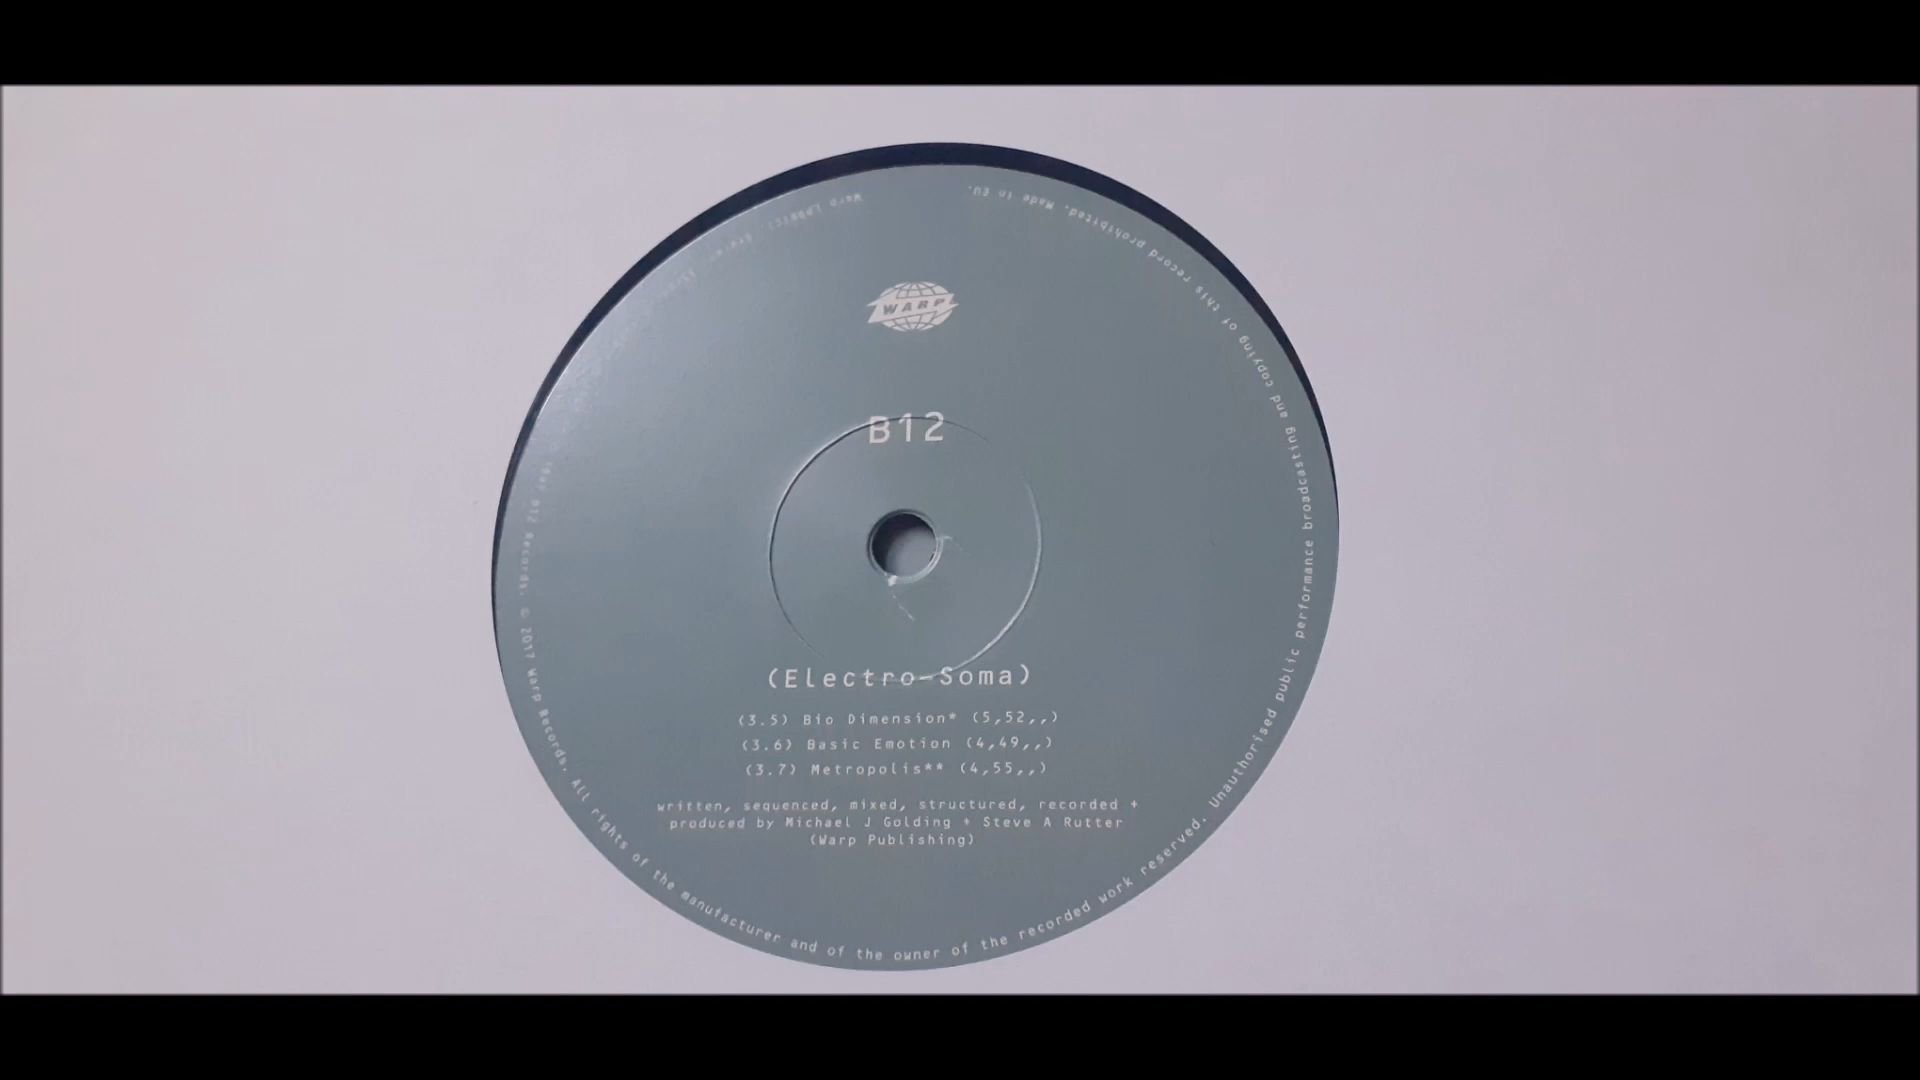 WARP
B12
(Electro-Soma)
(3.5) Bio Dimension* (5,52,,)
(3.6) Basic Emotion (4,49,,)
(3.7) Metropolis** (4,55,,)
written, sequenced, mixed, structured, recorded +
produced by Michael J Golding + Steve A Rutter
(Warp Publishing)
B12 Records. © 2017 Warp Records. All rights of the manufacturer and of the owner of the recorded work reserved. Unauthorised public performance broadcasting and copying of this record prohibited. Made in EU.
Warp